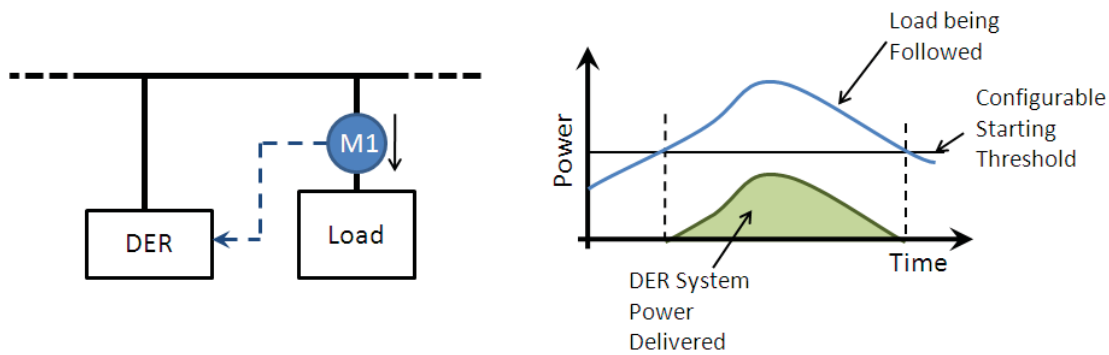 M1
DER
Load
Load being
Followed
Configurable
Starting
Threshold
Power
Time
DER System
Power
Delivered